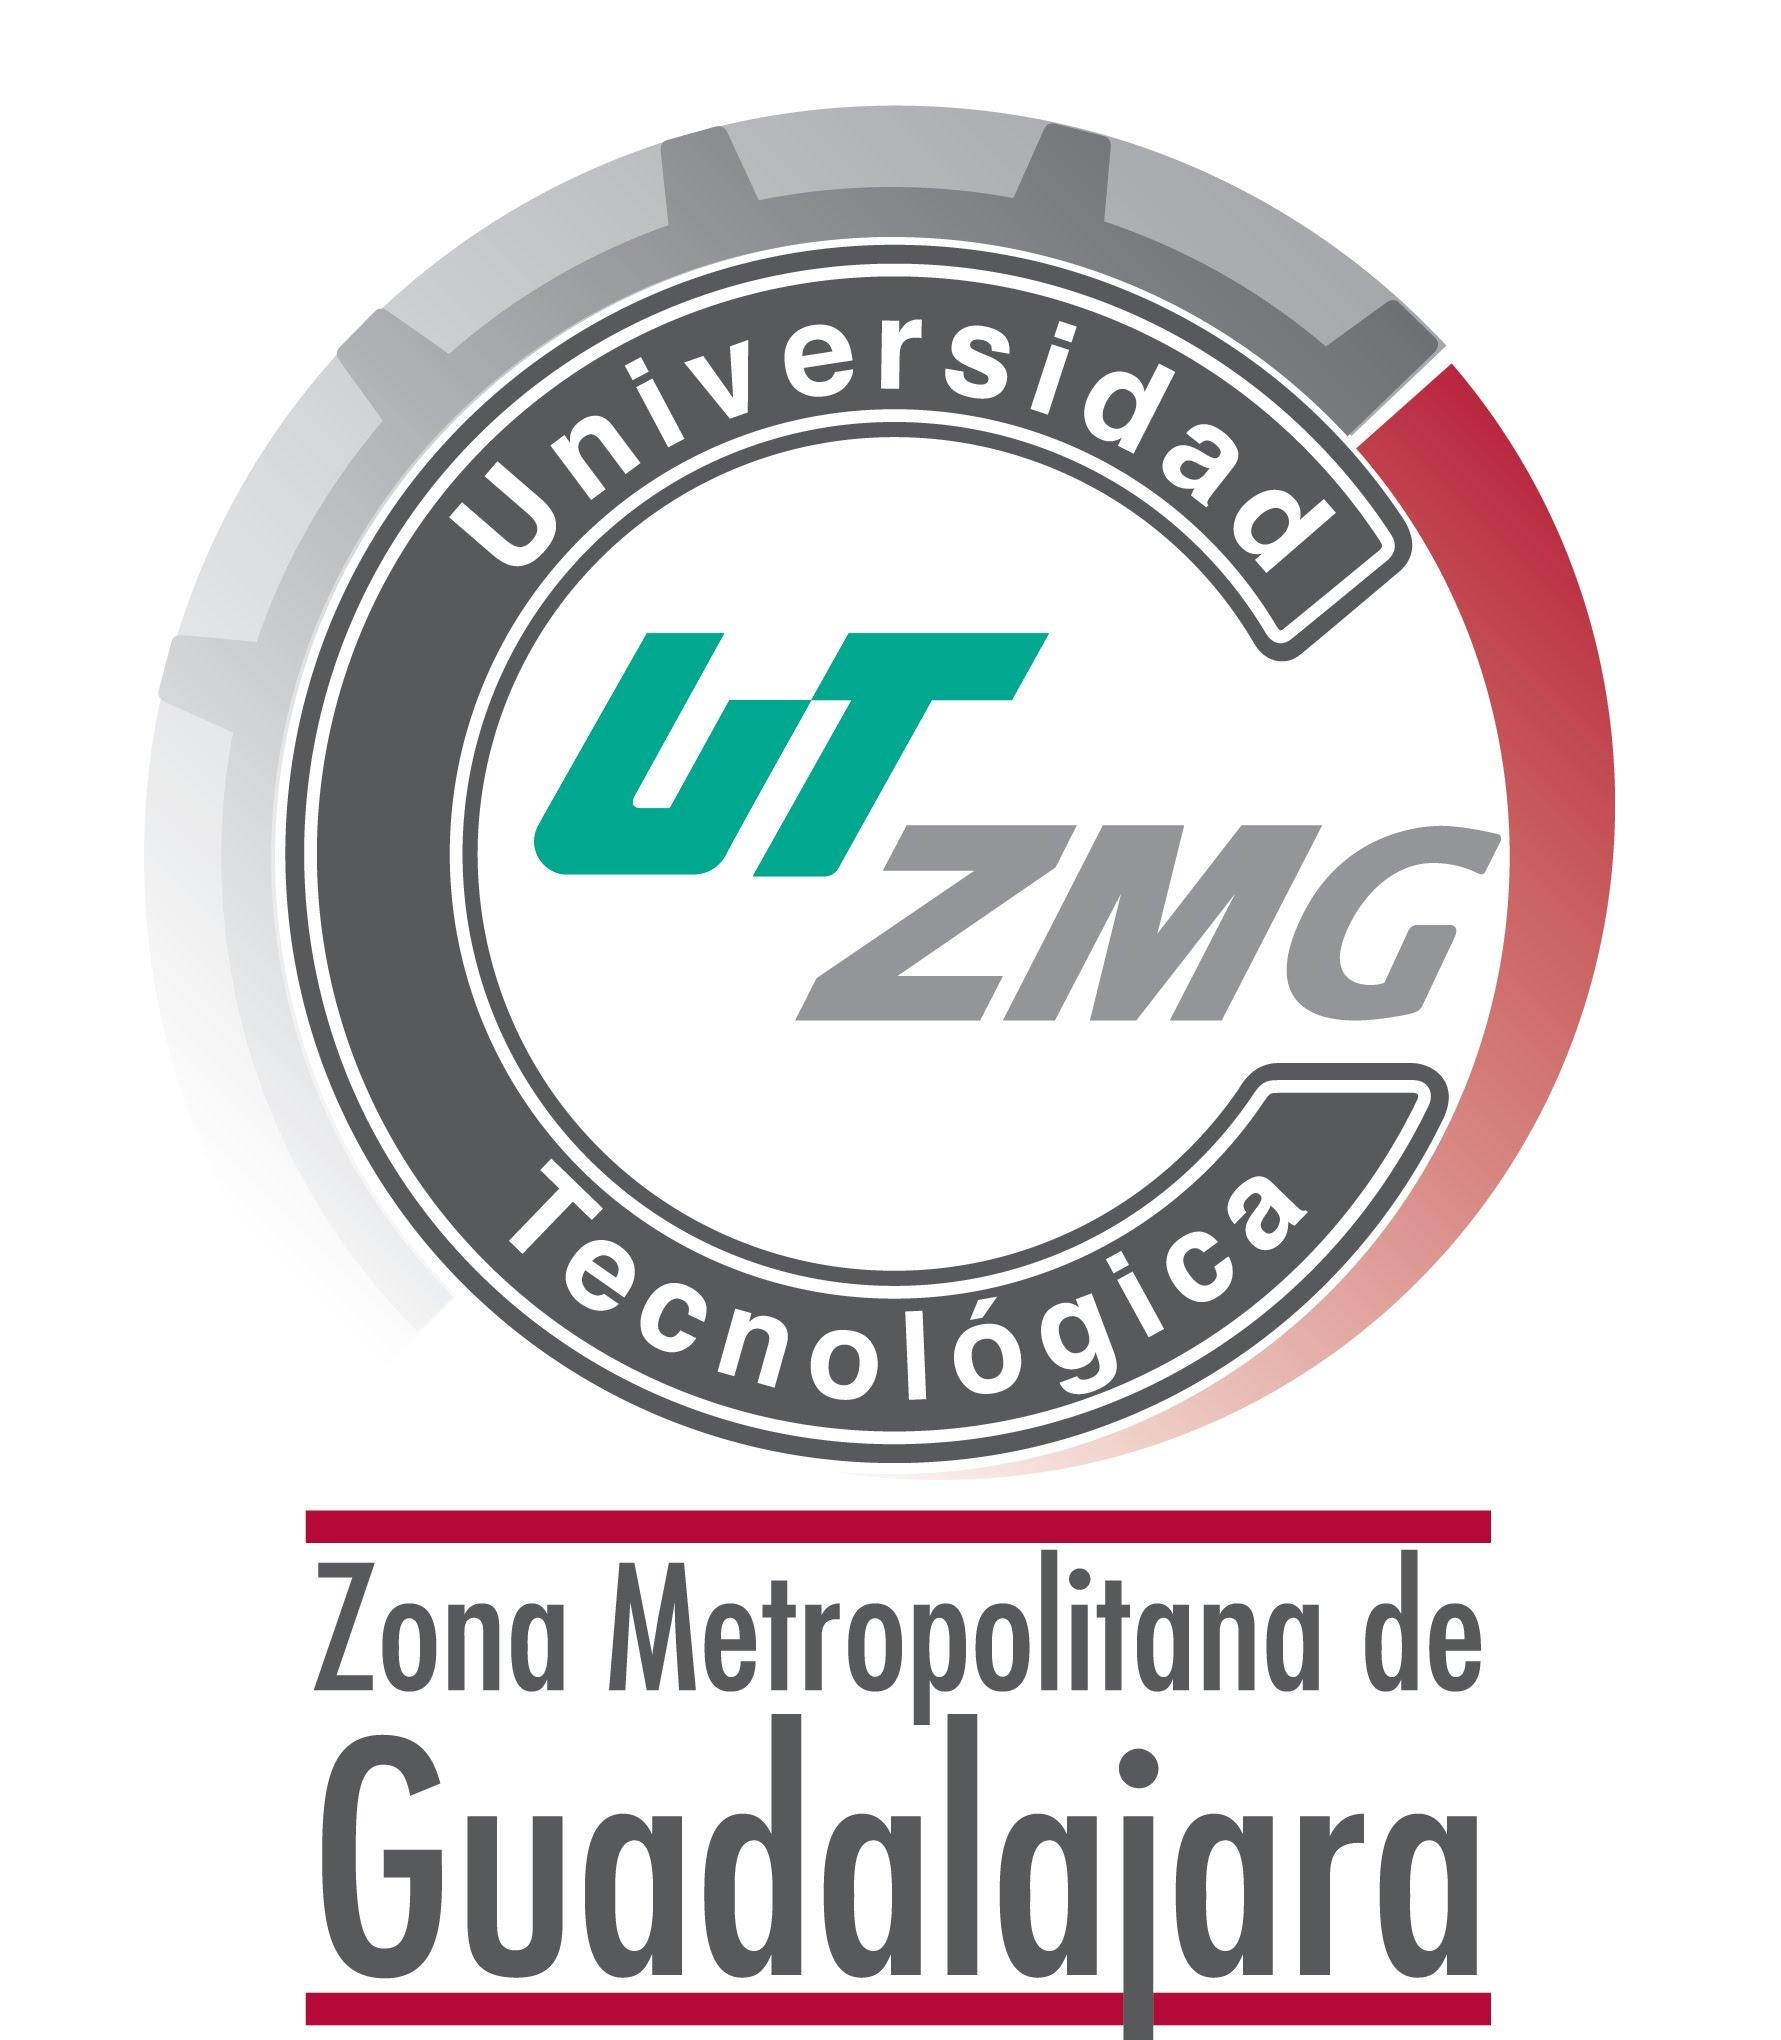 Universidad
UT
ZMG
Tecnológica
Zona Metropolitana de
Guadalajara